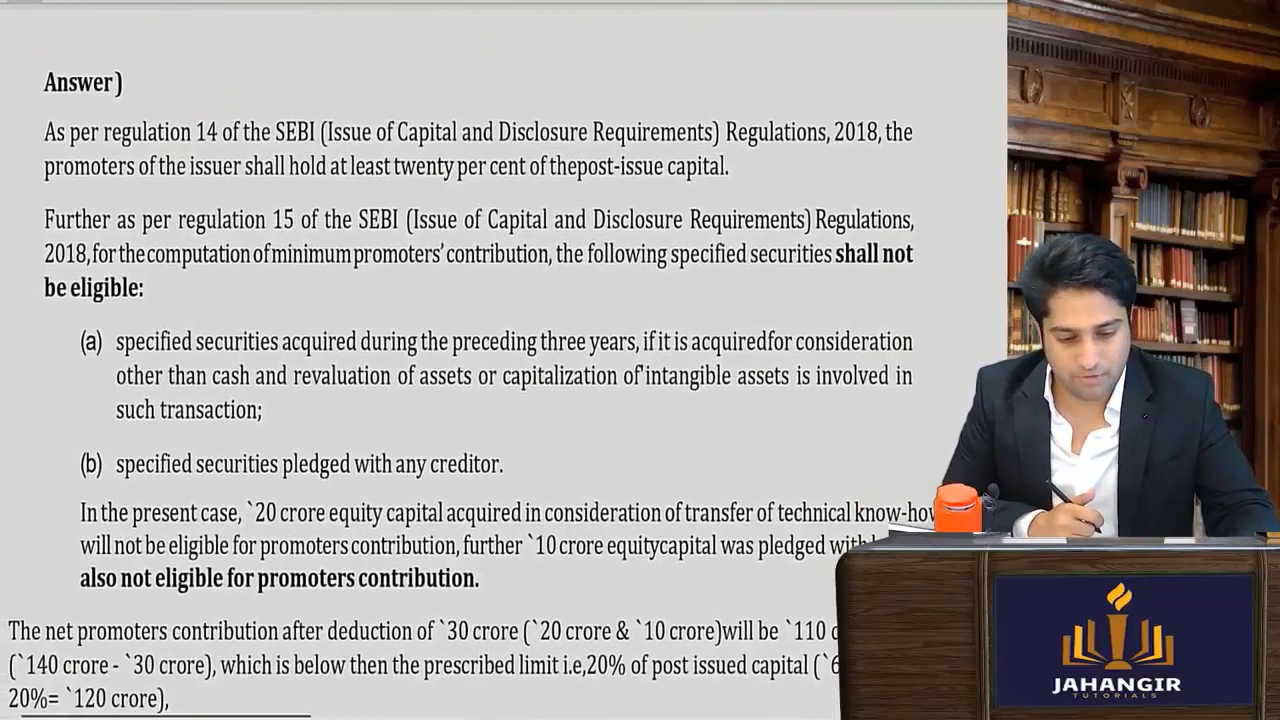 Answer)
As per regulation 14 of the SEBI (Issue of Capital and Disclosure Requirements) Regulations, 2018, the
promoters of the issuer shall hold at least twenty per cent of thepost-issue capital.
Further as per regulation 15 of the SEBI (Issue of Capital and Disclosure Requirements) Regulations,
2018, for the computation of minimum promoters' contribution, the following specified securities shall not
be eligible:
(a) specified securities acquired during the preceding three years, if it is acquiredfor consideration
other than cash and revaluation of assets or capitalization of intangible assets is involved in
such transaction;
(b) specified securities pledged with any creditor.
In the present case, `20 crore equity capital acquired in consideration of transfer of technical
will not be eligible for promoters contribution, further `10 crore equitycapital was pledged with
also not eligible for promoters contribution.
The net promoters contribution after deduction of `30 crore (`20 crore & `10 crore)will be `110
(`140 crore - `30 crore), which is below then the prescribed limit i.e,20% of post issued capital
20%= `120 crore),
JAHANGIR
TUTORIALS